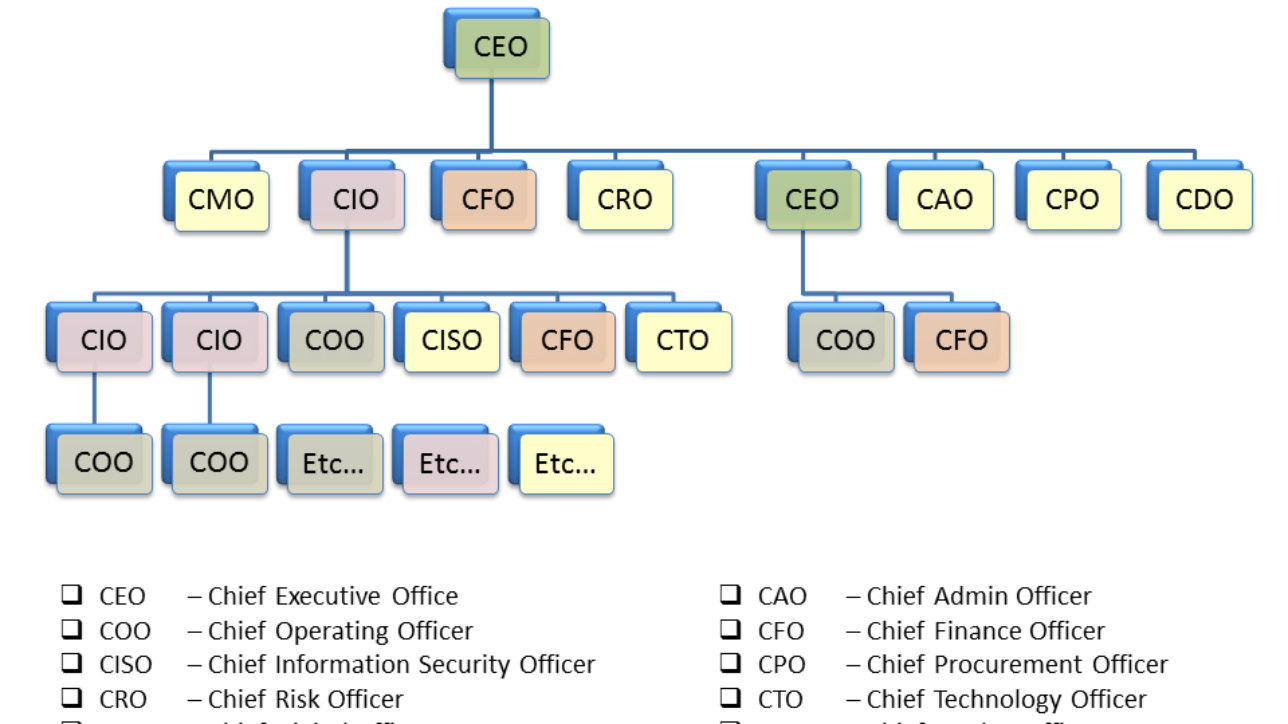 CEO
CMO CIO CFO CRO CEO CAO CPO CDO
CIO CIO COO CISO CFO CTO COO CFO
COO COO Etc... Etc... Etc...
CEO – Chief Executive Office
COO – Chief Operating Officer
CISO – Chief Information Security Officer
CRO – Chief Risk Officer
CAO – Chief Admin Officer
CFO – Chief Finance Officer
CPO – Chief Procurement Officer
CTO – Chief Technology Officer